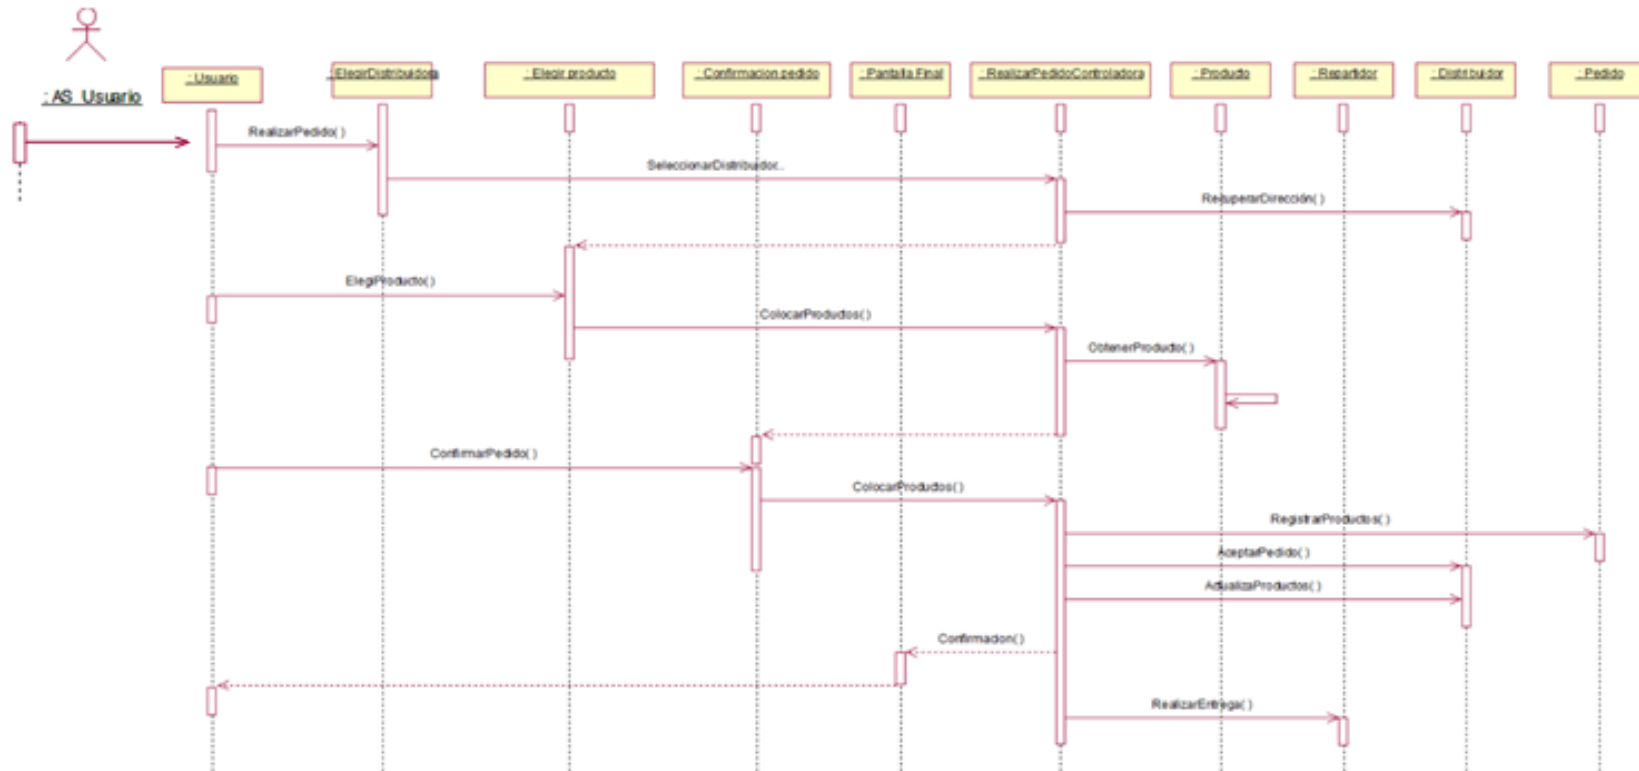 : AS_Usuario
: Usuario
: ElegirDistribuidora
: Elegir producto
: Confirmacion pedido
: Pantalla Final
: RealizarPedidoControladora
: Producto
: Repartidor
: Distribuidor
: Pedido
RealizarPedido( )
SeleccionarDistribuidor...
RecuperarDirección( )
ElegiProducto( )
ColocarProductos( )
ObtenerProducto( )
ConfirmarPedido( )
ColocarProductos( )
RegistrarProductos( )
AceptarPedido( )
ActualizaProductos( )
Confirmacion( )
RealizarEntrega( )